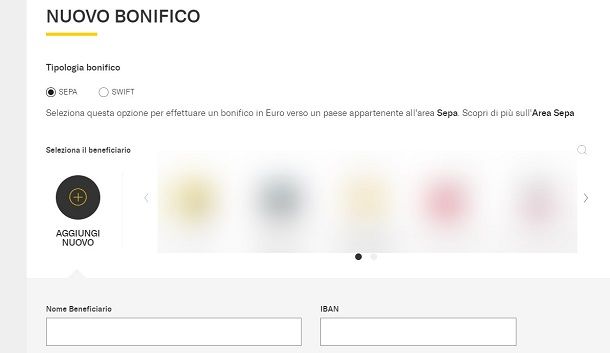 NUOVO BONIFICO
Tipologia bonifico
SEPA SWIFT
Seleziona questa opzione per effettuare un bonifico in Euro verso un paese appartenente all'area Sepa. Scopri di più sull'Area Sepa
Seleziona il beneficiario
AGGIUNGI
NUOVO
Nome Beneficiario IBAN